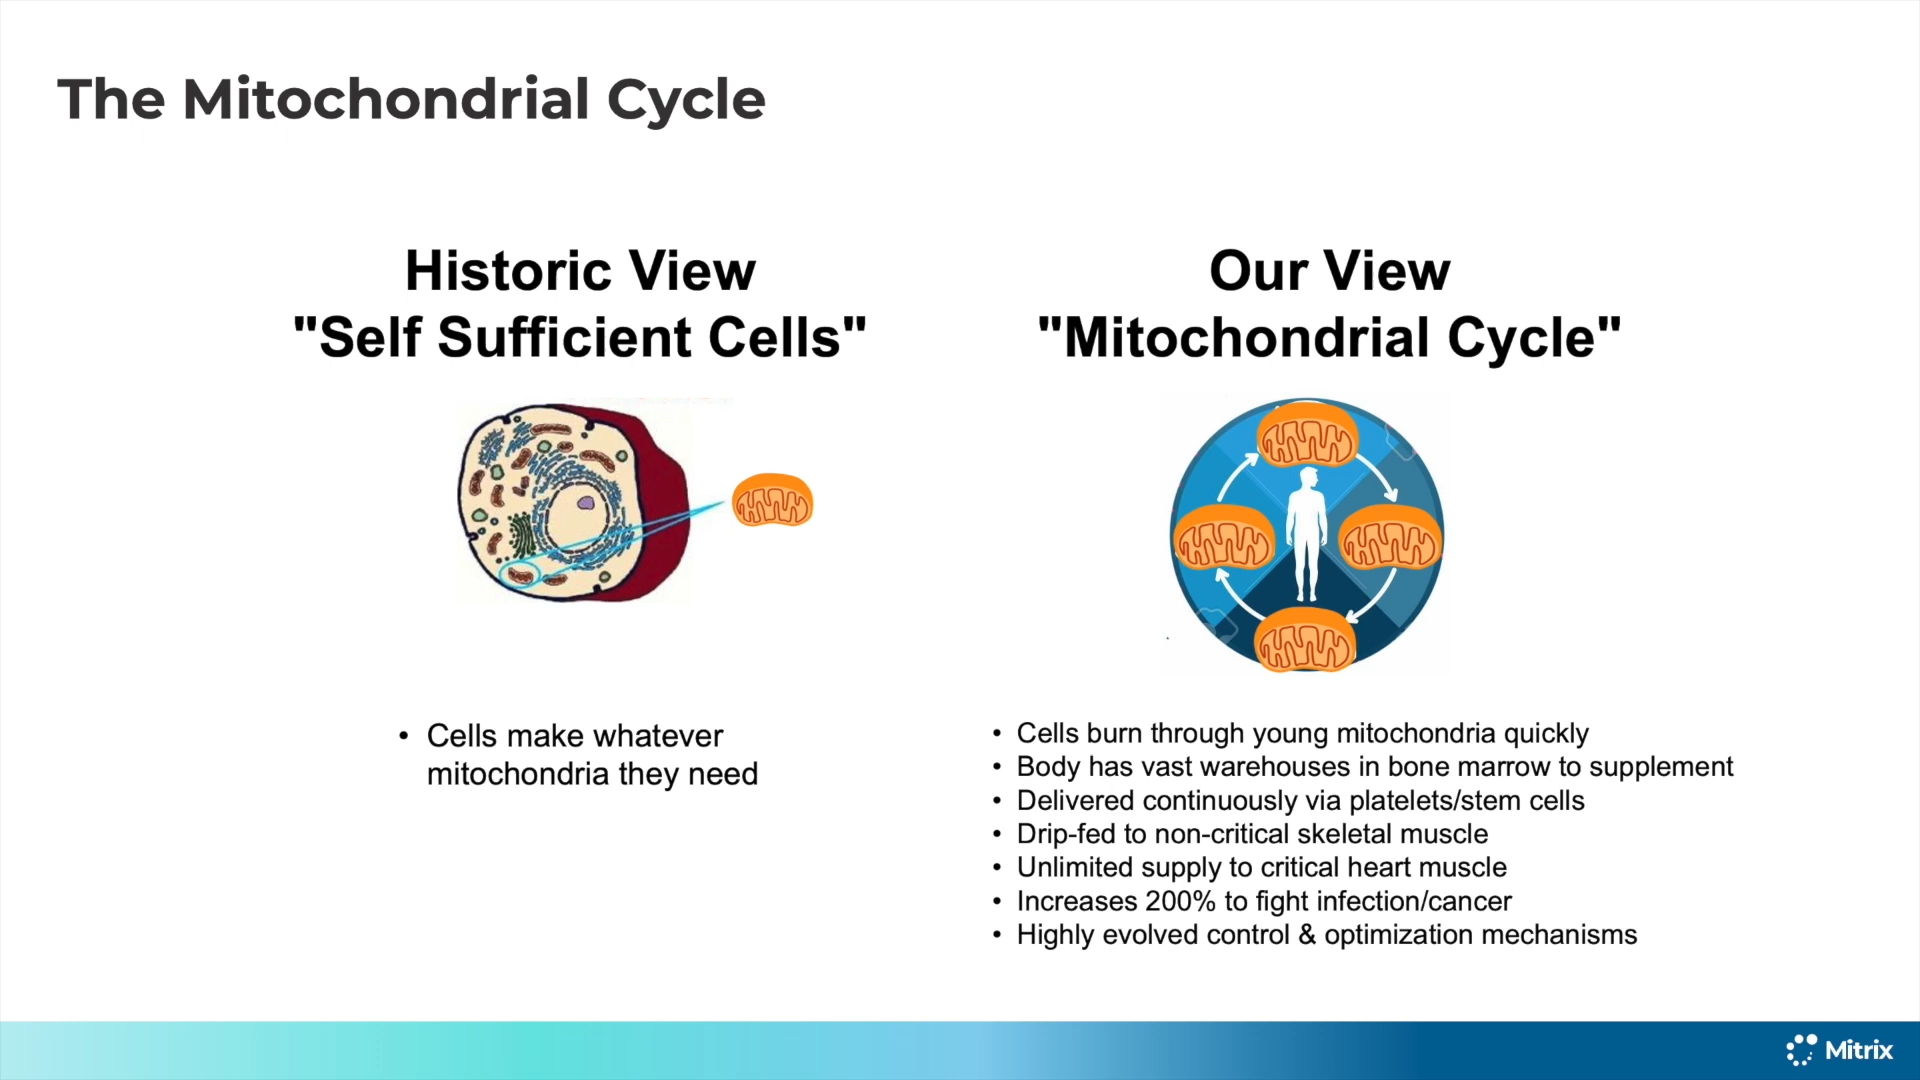 The Mitochondrial Cycle
Historic View
"Self Sufficient Cells"
• Cells make whatever
mitochondria they need
Our View
"Mitochondrial Cycle"
• Cells burn through young mitochondria quickly
• Body has vast warehouses in bone marrow to supplement
• Delivered continuously via platelets/stem cells
• Drip-fed to non-critical skeletal muscle
• Unlimited supply to critical heart muscle
• Increases 200% to fight infection/cancer
• Highly evolved control & optimization mechanisms
Mitrix